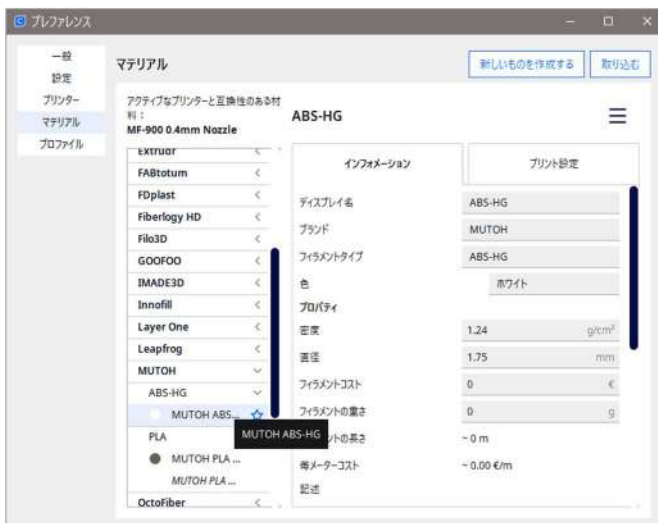 プレファレンス
一般
設定
プリンター
マテリアル
プロファイル
マテリアル
新しいものを作成する
取り込む
アクティブなプリンターと互換性のある材
料：
MF-900 0.4mm Nozzle
Extrudr
FABtotum
FDplast
Fiberlogy HD
Filo3D
GOOFOO
IMADE3D
Innofill
Layer One
Leapfrog
MUTOH
ABS-HG
MUTOH ABS...
PLA
MUTOH PLA ...
MUTOH PLA ...
OctoFiber
MUTOH ABS-HG
ABS-HG
インフォメーション
プリント設定
ディスプレイ名 ABS-HG
ブランド MUTOH
フィラメントタイプ ABS-HG
色 ホワイト
プロパティ
密度 1.24 g/cm³
直径 1.75 mm
フィラメントコスト 0 €
フィラメントの重さ 0 g
ントの長さ ~ 0 m
毎メーターコスト ~ 0.00 €/m
記述